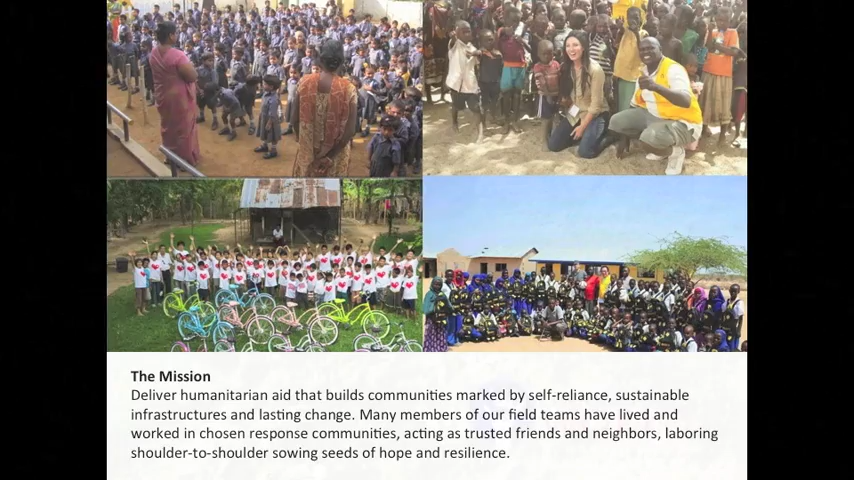 The Mission
Deliver humanitarian aid that builds communities marked by self-reliance, sustainable
infrastructures and lasting change. Many members of our field teams have lived and
worked in chosen response communities, acting as trusted friends and neighbors, laboring
shoulder-to-shoulder sowing seeds of hope and resilience.